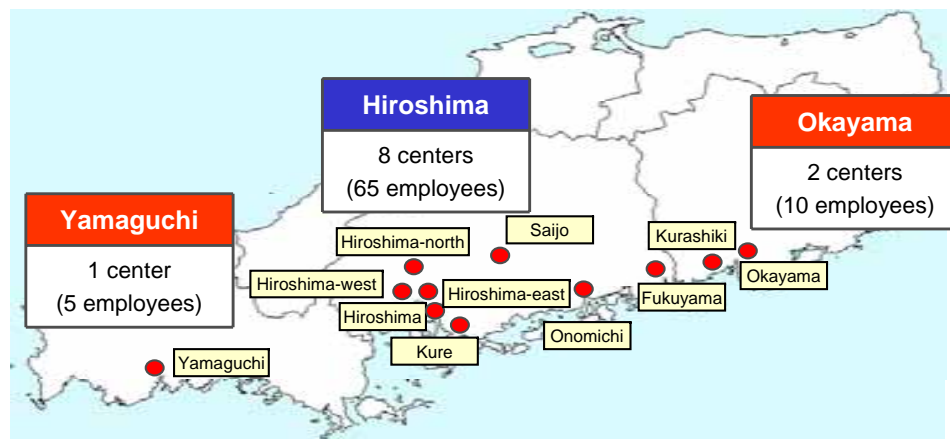 Hiroshima
8 centers
(65 employees)
Okayama
2 centers
(10 employees)
Yamaguchi
1 center
(5 employees)
Saijo
Hiroshima-north
Kurashiki
Okayama
Hiroshima-west
Hiroshima-east
Fukuyama
Hiroshima
Onomichi
Kure
Yamaguchi